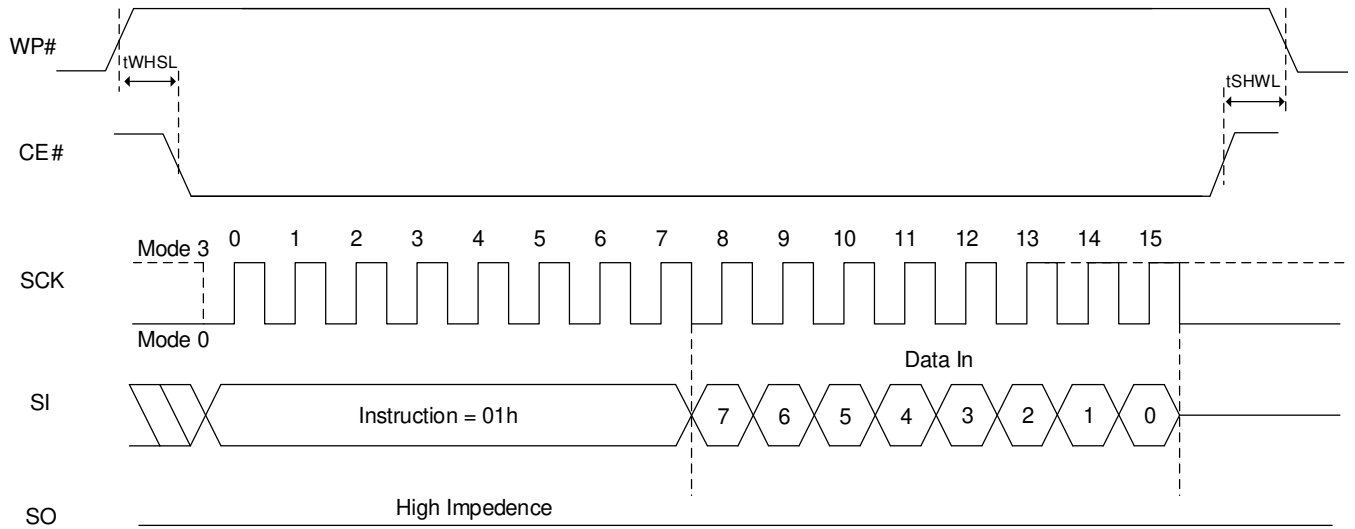 WP#
tWHSL
tSHWL
CE#
Mode 3 0 1 2 3 4 5 6 7 8 9 10 11 12 13 14 15
SCK
Mode 0
Data In
SI Instruction = 01h 7 6 5 4 3 2 1 0
High Impedence
SO